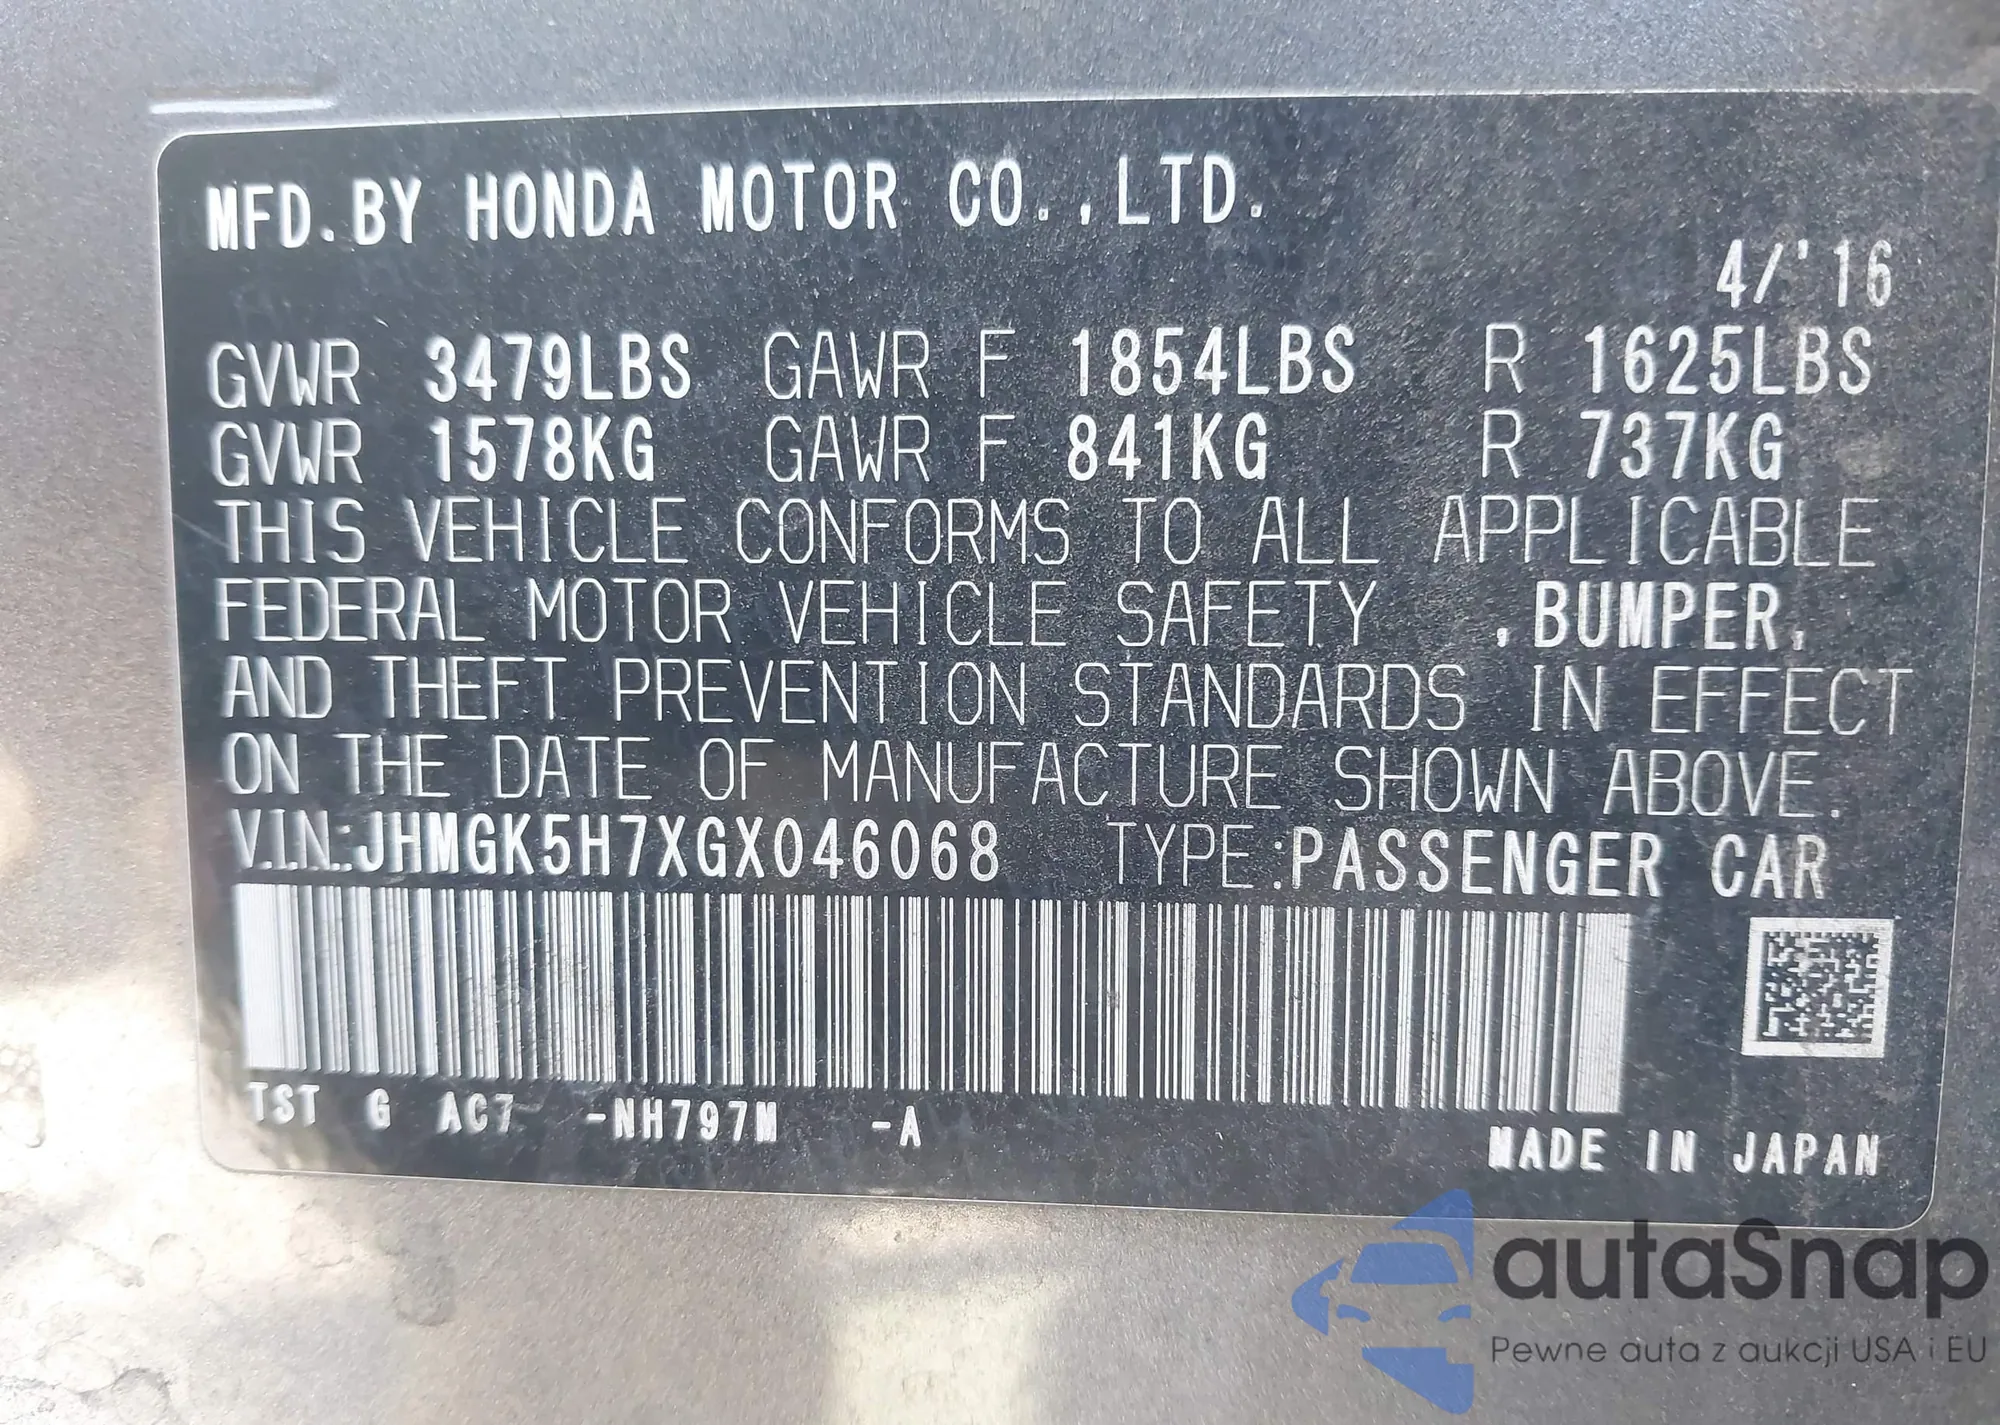 MFD. BY HONDA MOTOR CO., LTD.
4/'16
GVWR 3479LBS GAWR F 1854LBS R 1625LBS
GVWR 1578KG GAWR F 841KG R 737KG
THIS VEHICLE CONFORMS TO ALL APPLICABLE
FEDERAL MOTOR VEHICLE SAFETY , BUMPER,
AND THEFT PREVENTION STANDARDS IN EFFECT
ON THE DATE OF MANUFACTURE SHOWN ABOVE.
V.I.N.:JHMGK5H7XGX046068 TYPE:PASSENGER CAR
TST G AC7 -NH797M -A
MADE IN JAPAN
autaSnap
Pewne auta z aukcji USA i EU